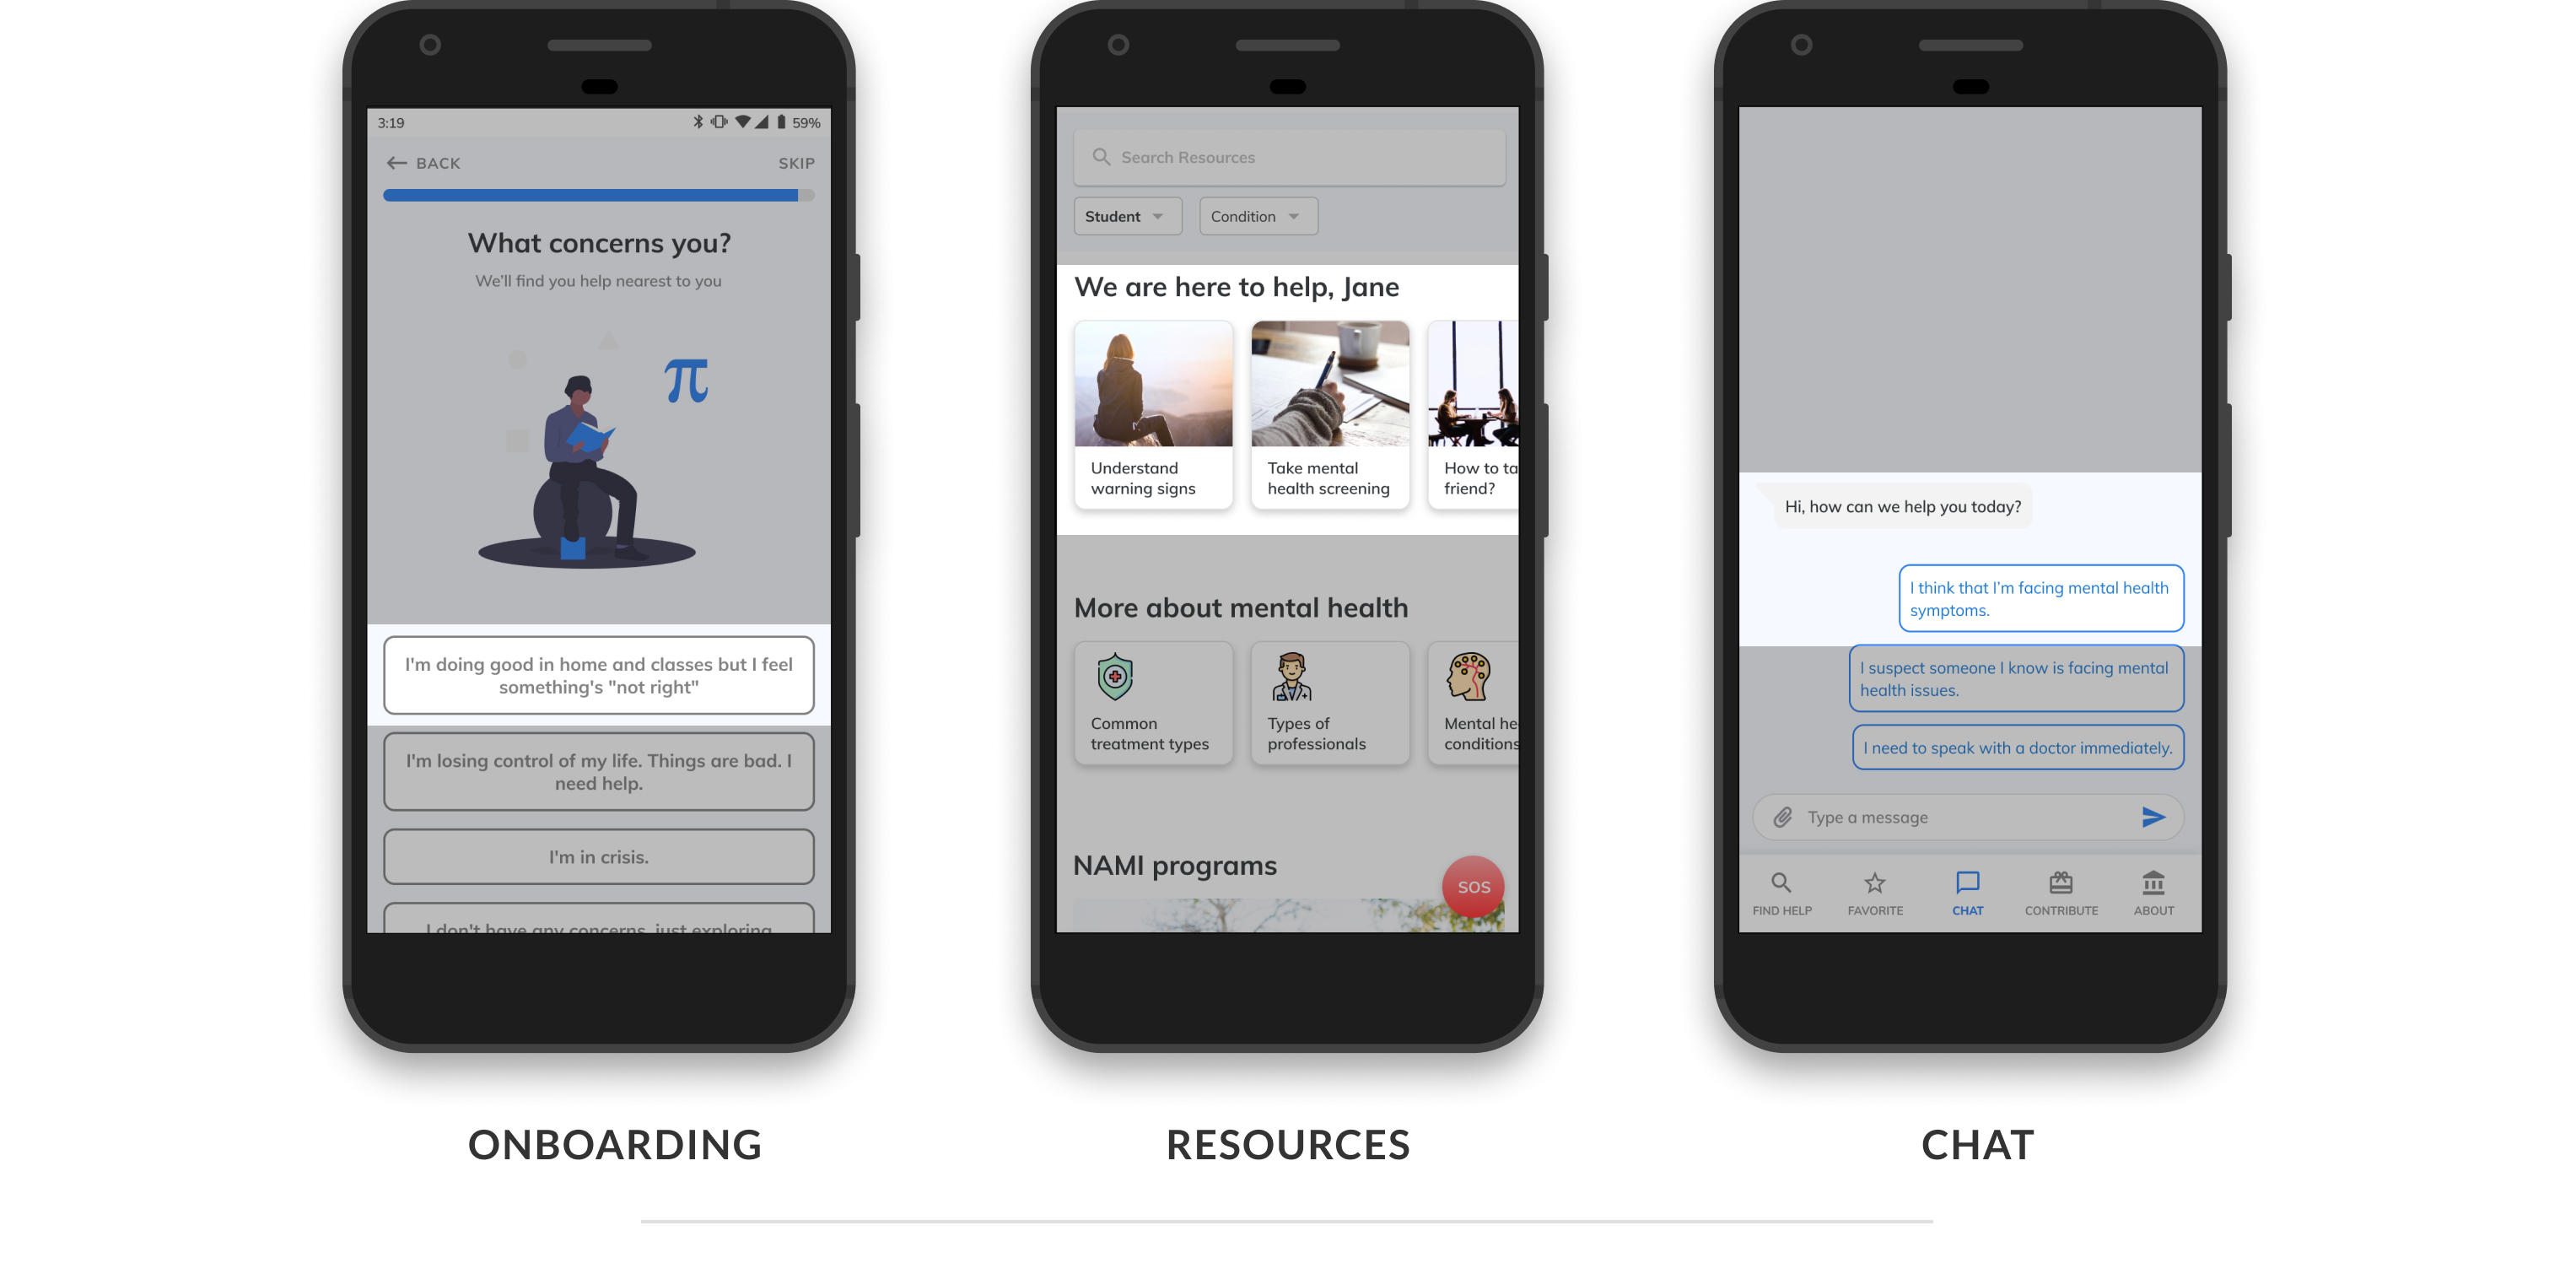 3:19
59%
BACK
SKIP
What concerns you?
We'll find you help nearest to you
π
I'm doing good in home and classes but I feel
something's "not right"
I'm losing control of my life. Things are bad. I
need help.
I'm in crisis.
I don't have any concerns, just exploring
ONBOARDING
Search Resources
Student
Condition
We are here to help, Jane
Understand
warning signs
Take mental
health screening
How to ta
friend?
More about mental health
Common
treatment types
Types of
professionals
Mental he
conditions
NAMI programs
SOS
RESOURCES
Hi, how can we help you today?
I think that I'm facing mental health
symptoms.
I suspect someone I know is facing mental
health issues.
I need to speak with a doctor immediately.
Type a message
FIND HELP
FAVORITE
CHAT
CONTRIBUTE
ABOUT
CHAT